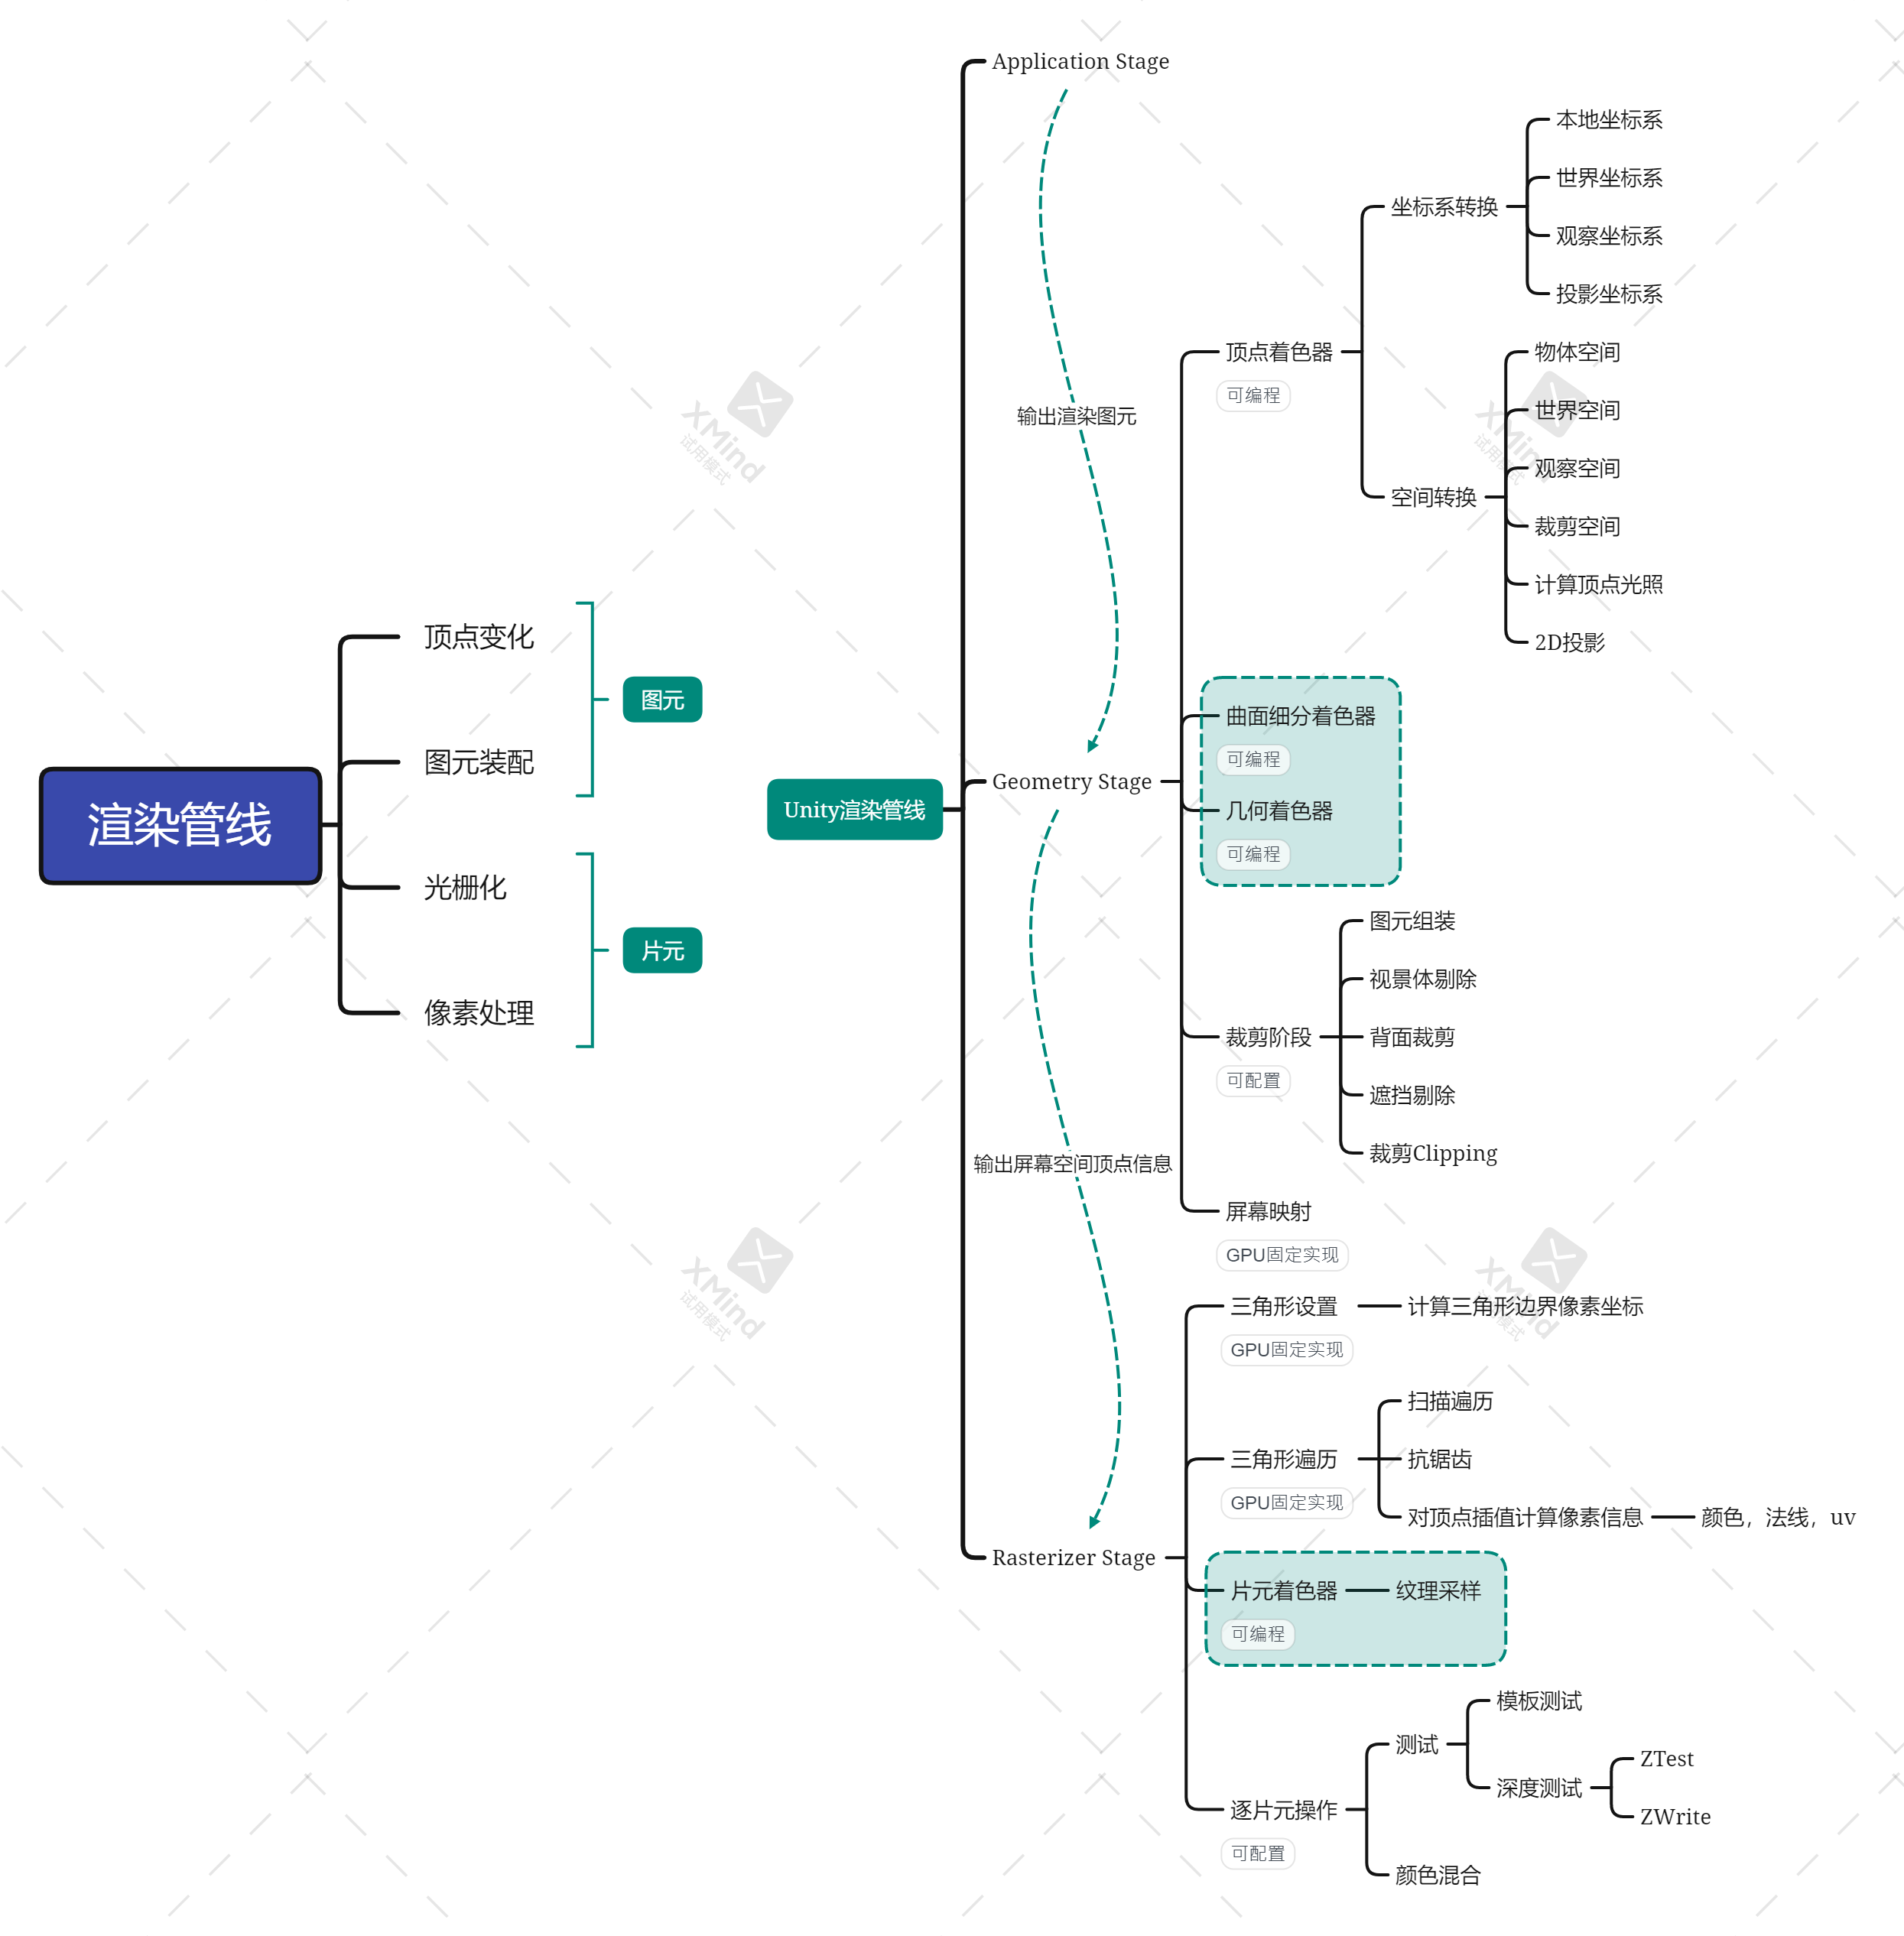 渲染管线
顶点变化
图元装配
光栅化
像素处理
图元
片元
Unity渲染管线
Application Stage
输出渲染图元
Geometry Stage
顶点着色器
可编程
坐标系转换
本地坐标系
世界坐标系
观察坐标系
投影坐标系
空间转换
物体空间
世界空间
观察空间
裁剪空间
计算顶点光照
2D投影
曲面细分着色器
可编程
几何着色器
可编程
裁剪阶段
可配置
图元组装
视景体剔除
背面裁剪
遮挡剔除
裁剪Clipping
屏幕映射
GPU固定实现
输出屏幕空间顶点信息
Rasterizer Stage
三角形设置
GPU固定实现
计算三角形边界像素坐标
三角形遍历
GPU固定实现
扫描遍历
抗锯齿
对顶点插值计算像素信息
颜色，法线，uv
片元着色器
可编程
纹理采样
逐片元操作
可配置
测试
模板测试
深度测试
ZTest
ZWrite
颜色混合
XMind
试用模式
XMind
试用模式
XMind
试用模式
XMind
试用模式